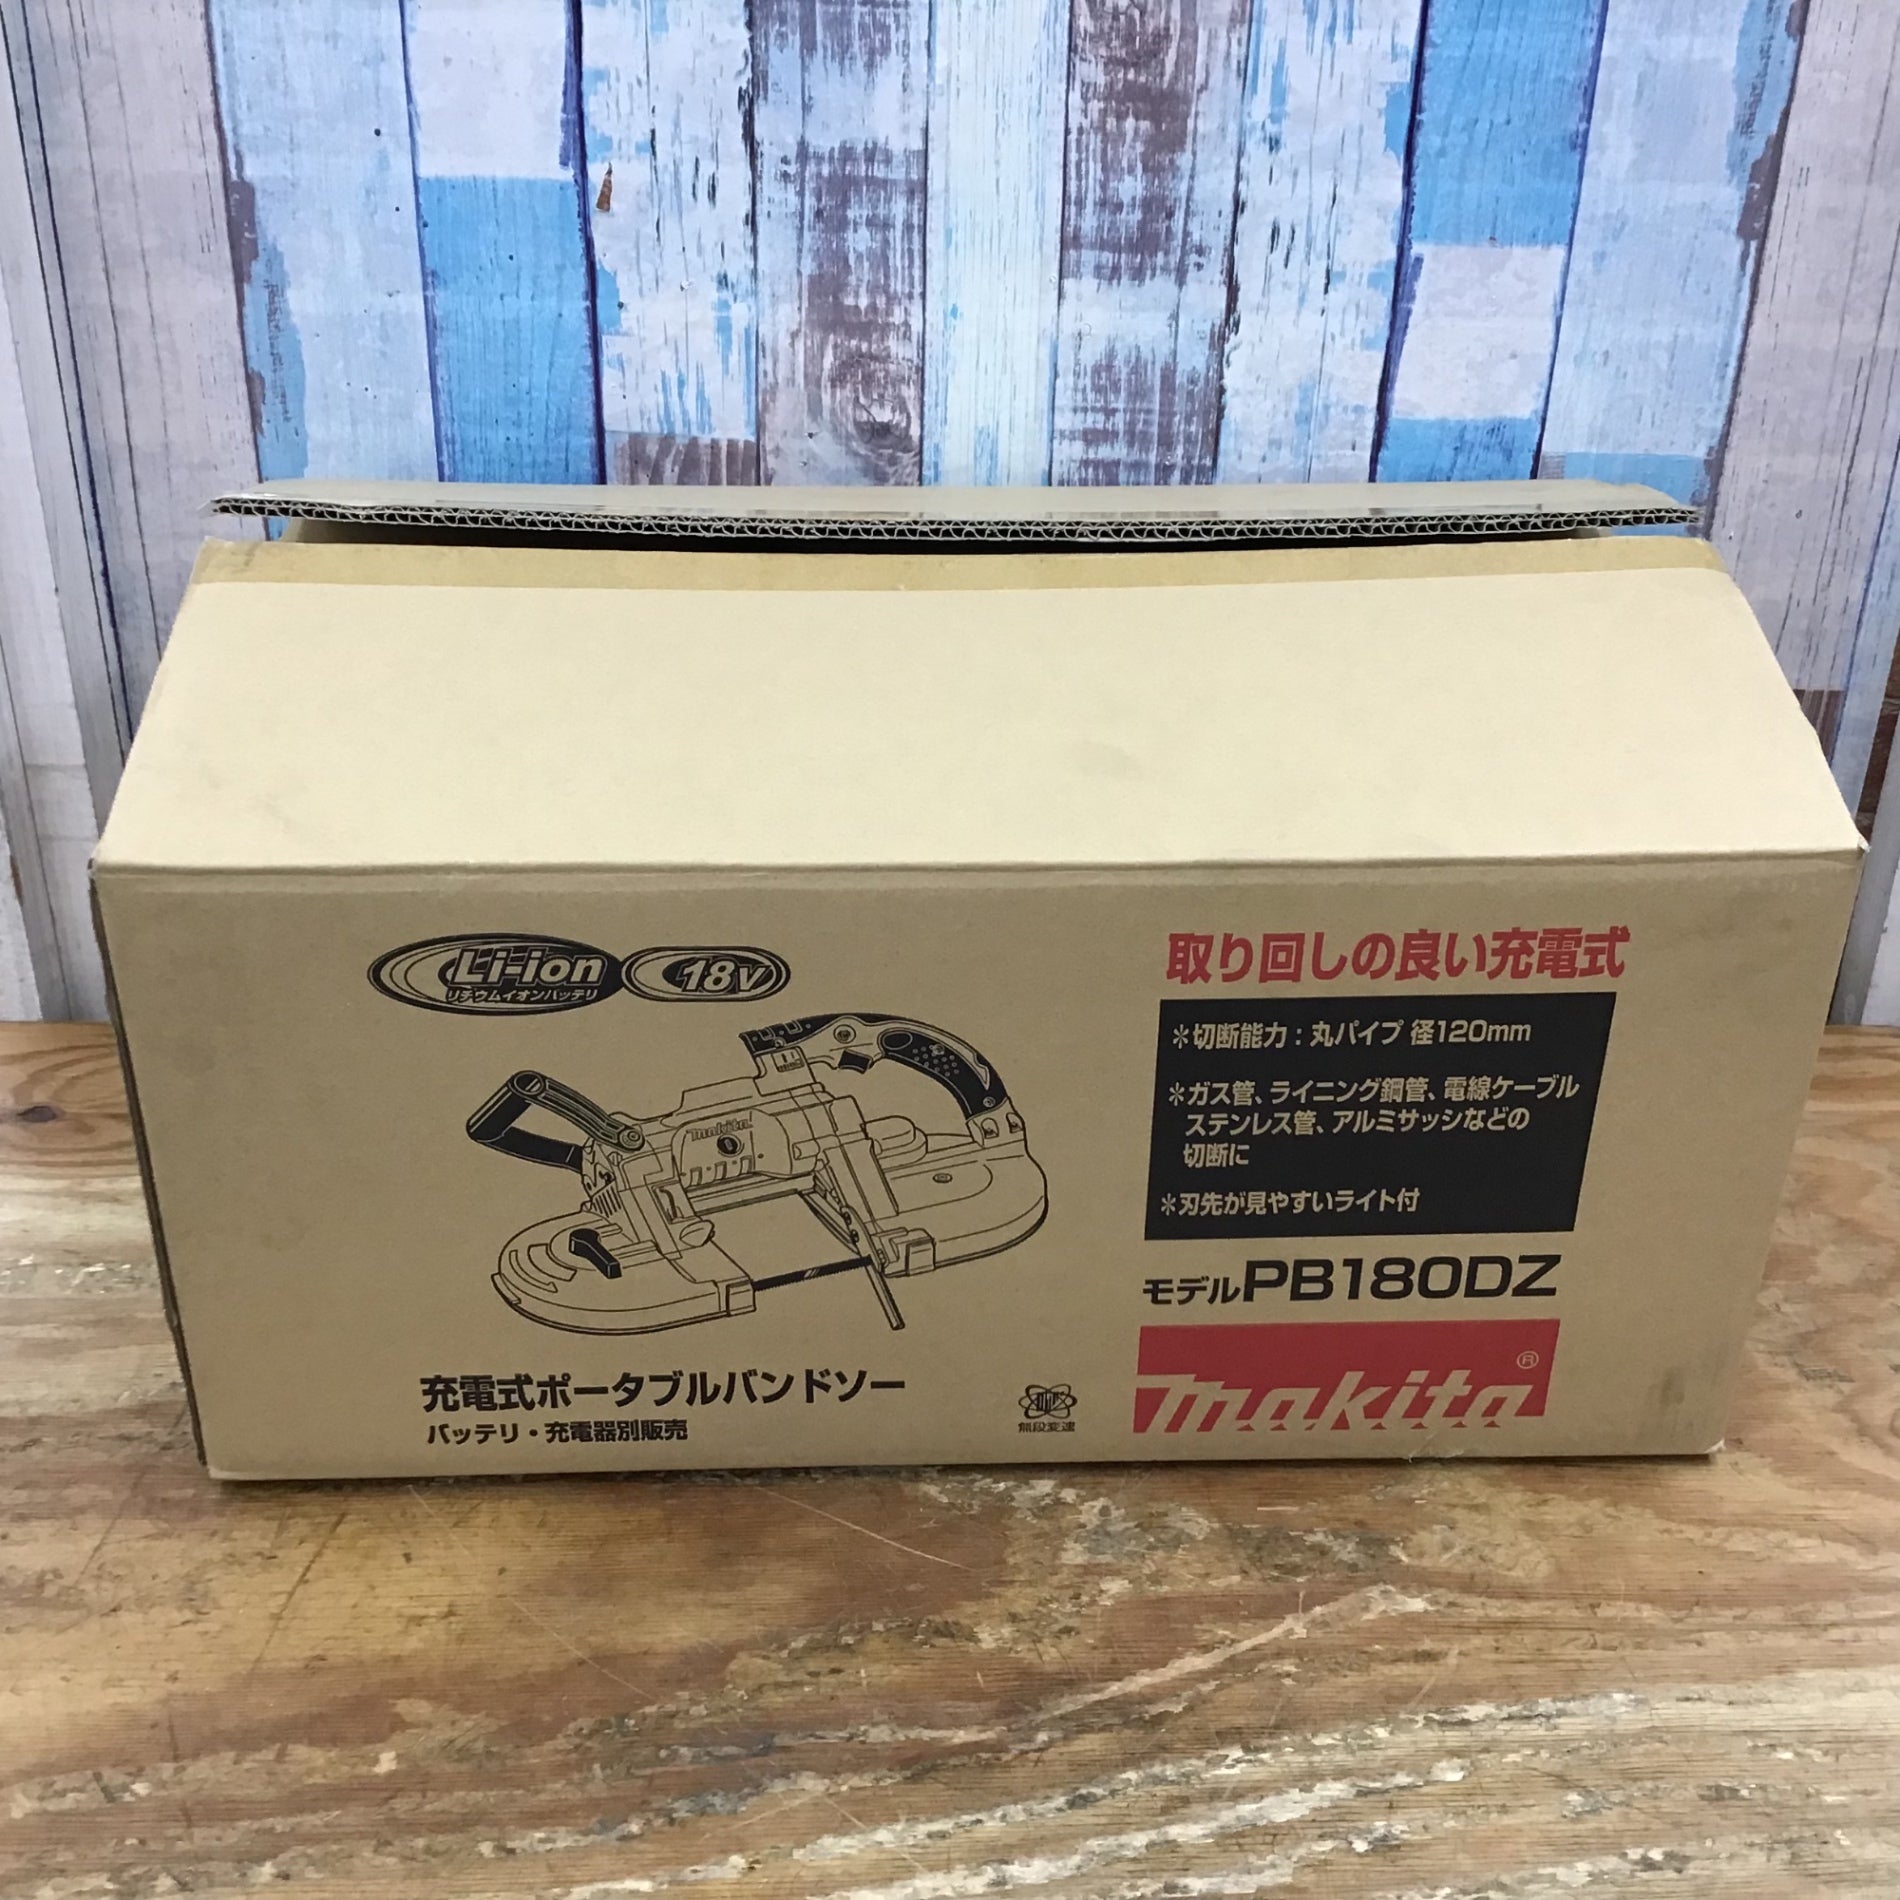 Li-ion
リチウムイオンバッテリ
18V
makita
充電式ポータブルバンドソー
バッテリ・充電器別販売
無段変速
取り回しの良い充電式
＊切断能力：丸パイプ 径120mm
＊ガス管、ライニング鋼管、電線ケーブル
ステンレス管、アルミサッシなどの
切断に
＊刃先が見やすいライト付
モデルPB180DZ
makita®